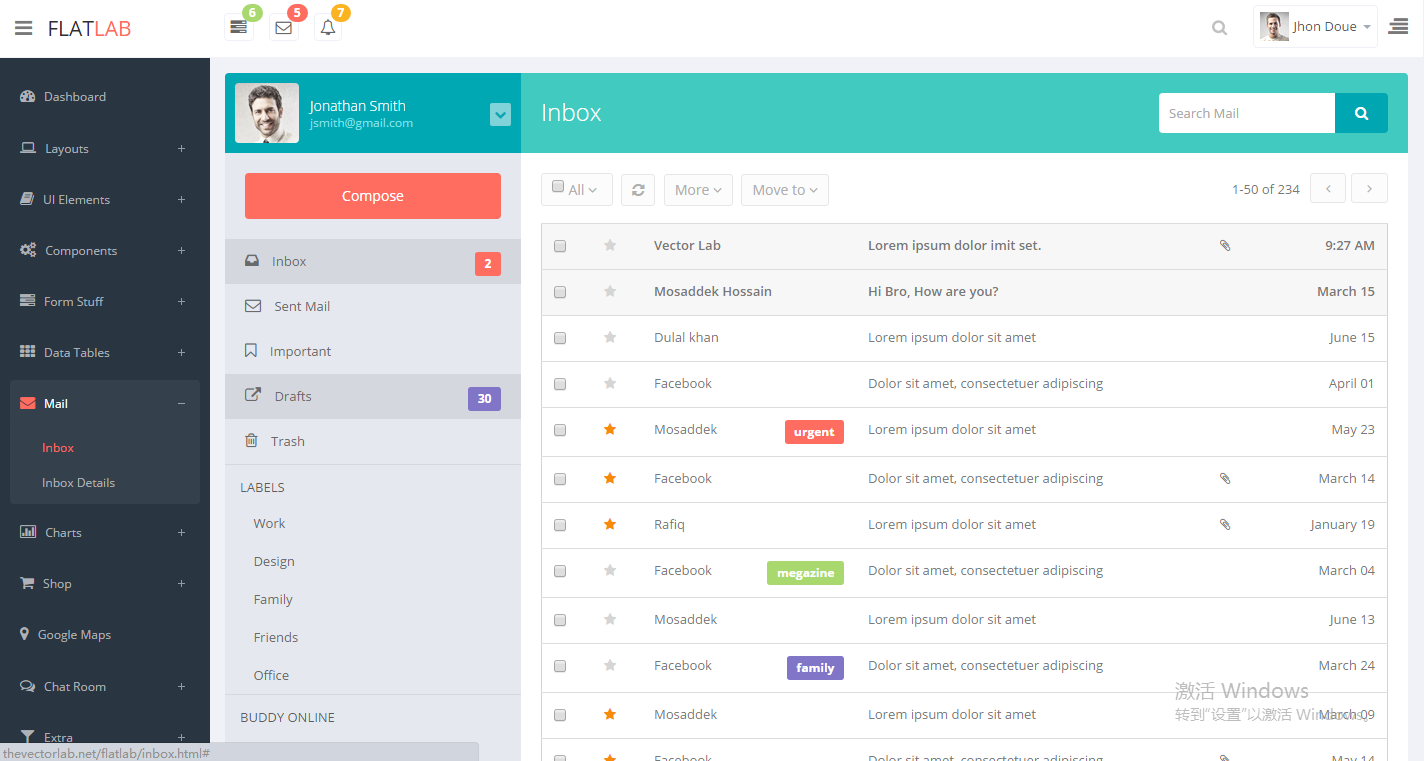 FLATLAB
6
5
7
Jhon Doue
Dashboard
Layouts
UI Elements
Components
Form Stuff
Data Tables
Mail
Inbox
Inbox Details
Charts
Shop
Google Maps
Chat Room
Extra
thevectorlab.net/flatlab/inbox.html#
Jonathan Smith
jsmith@gmail.com
Compose
Inbox 2
Sent Mail
Important
Drafts 30
Trash
LABELS
Work
Design
Family
Friends
Office
BUDDY ONLINE
Inbox
Search Mail
All More Move to 1-50 of 234
Vector Lab Lorem ipsum dolor imit set. 9:27 AM
Mosaddek Hossain Hi Bro, How are you? March 15
Dulal khan Lorem ipsum dolor sit amet June 15
Facebook Dolor sit amet, consectetuer adipiscing April 01
Mosaddek urgent Lorem ipsum dolor sit amet May 23
Facebook Dolor sit amet, consectetuer adipiscing March 14
Rafiq Lorem ipsum dolor sit amet January 19
Facebook megazine Dolor sit amet, consectetuer adipiscing March 04
Mosaddek Lorem ipsum dolor sit amet June 13
Facebook family Dolor sit amet, consectetuer adipiscing March 24
Mosaddek Lorem ipsum dolor sit amet March 09
Facebook Dolor sit amet, consectetuer adipiscing May 14
激活 Windows
转到"设置"以激活 Windows。